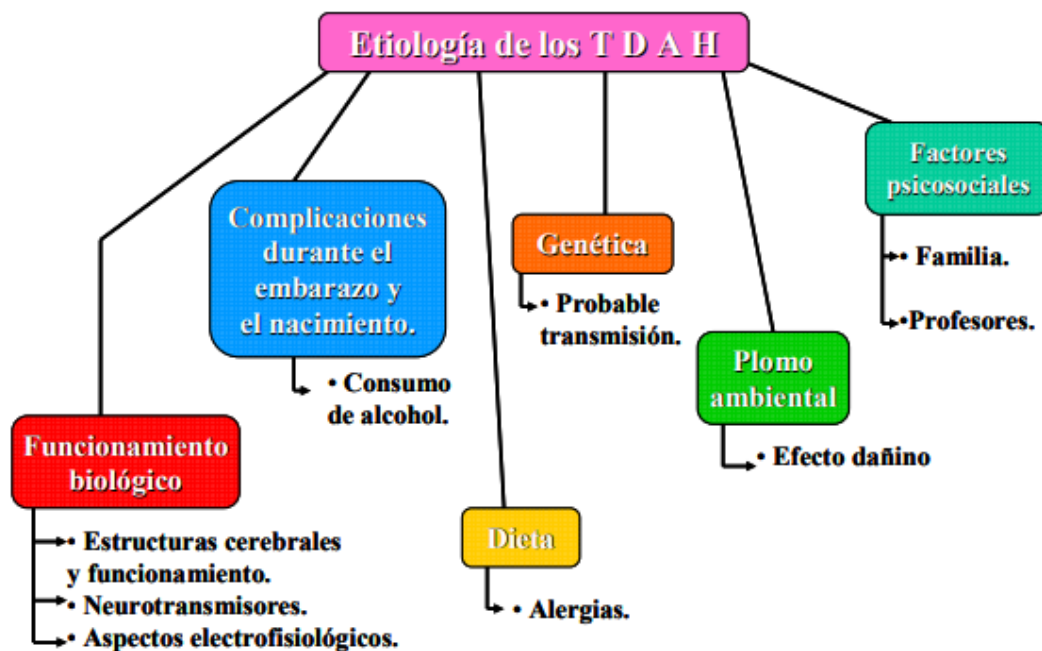 Etiología de los T D A H
Funcionamiento
biológico
• Estructuras cerebrales
y funcionamiento.
• Neurotransmisores.
• Aspectos electrofisiológicos.
Complicaciones
durante el
embarazo y
el nacimiento.
• Consumo
de alcohol.
Dieta
• Alergias.
Genética
• Probable
transmisión.
Plomo
ambiental
• Efecto dañino
Factores
psicosociales
• Familia.
•Profesores.